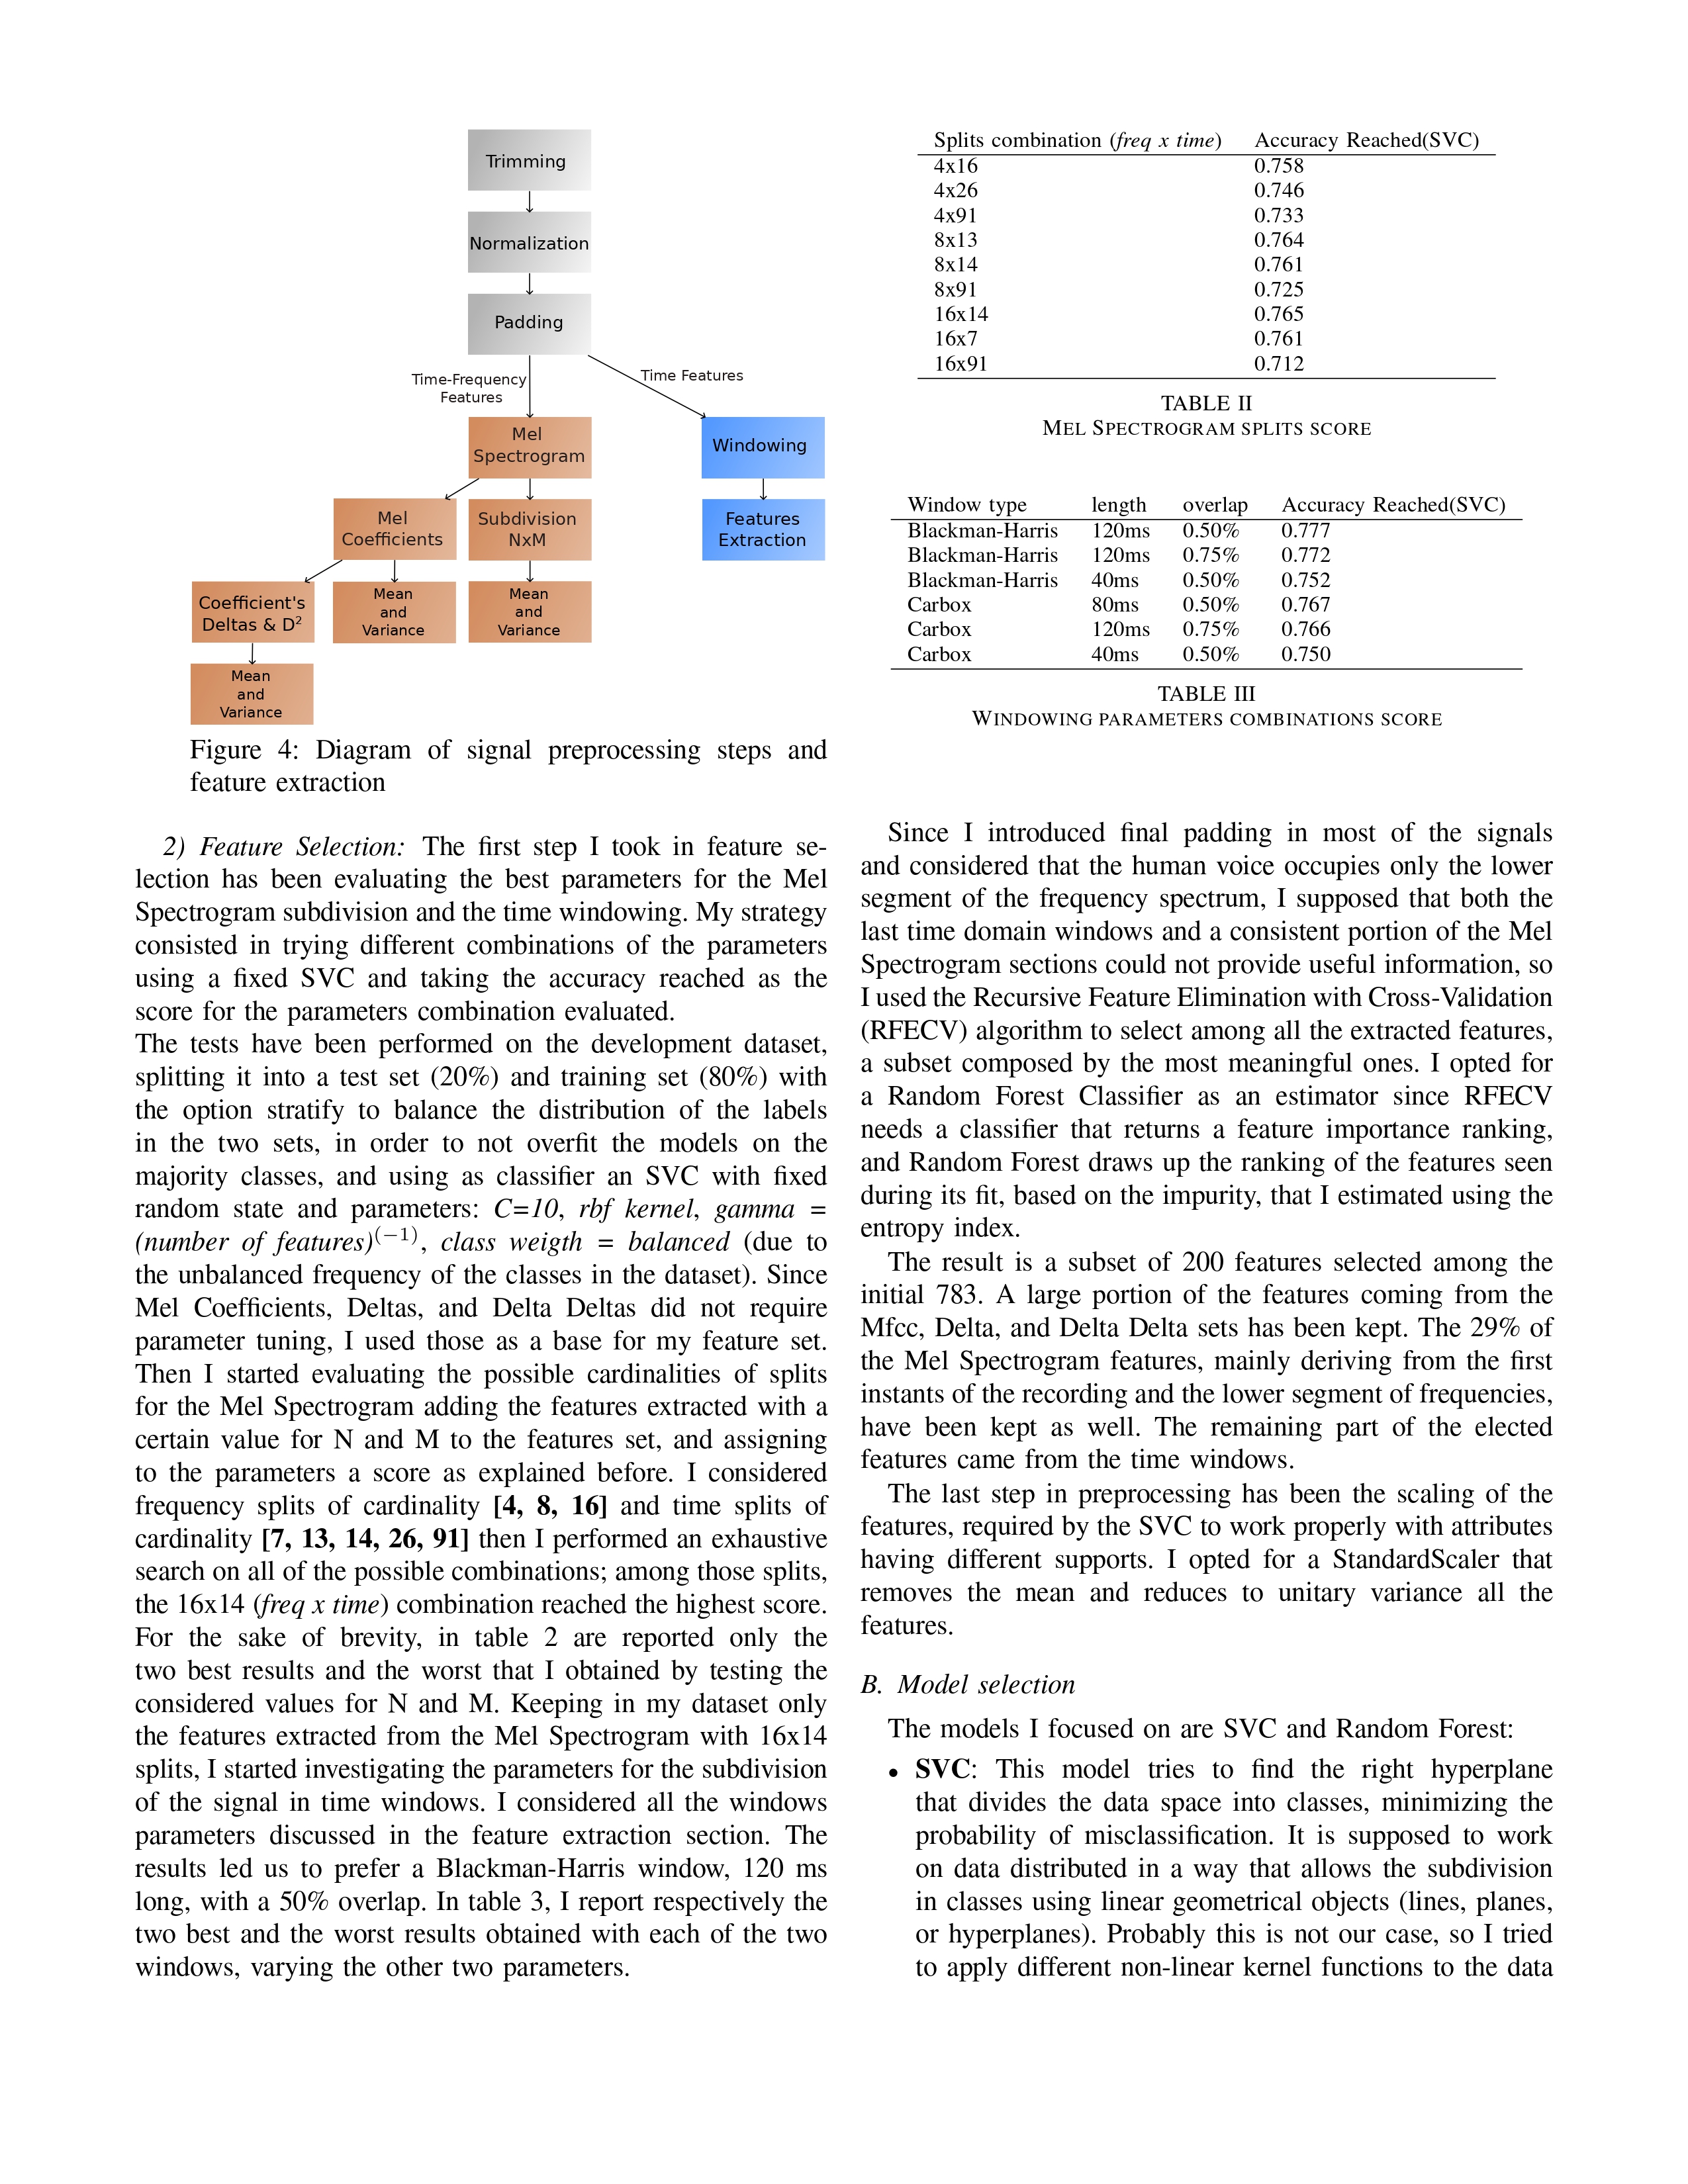 Trimming
Normalization
Padding
Time-Frequency
Features
Time Features
Mel
Spectrogram
Windowing
Mel
Coefficients
Subdivision
NxM
Features
Extraction
Coefficient's
Deltas & D²
Mean
and
Variance
Mean
and
Variance
Mean
and
Variance
Figure 4: Diagram of signal preprocessing steps and
feature extraction
2) Feature Selection: The first step I took in feature se-
lection has been evaluating the best parameters for the Mel
Spectrogram subdivision and the time windowing. My strategy
consisted in trying different combinations of the parameters
using a fixed SVC and taking the accuracy reached as the
score for the parameters combination evaluated.
The tests have been performed on the development dataset,
splitting it into a test set (20%) and training set (80%) with
the option stratify to balance the distribution of the labels
in the two sets, in order to not overfit the models on the
majority classes, and using as classifier an SVC with fixed
random state and parameters: C=10, rbf kernel, gamma =
(number of features)⁽⁻¹⁾, class weigth = balanced (due to
the unbalanced frequency of the classes in the dataset). Since
Mel Coefficients, Deltas, and Delta Deltas did not require
parameter tuning, I used those as a base for my feature set.
Then I started evaluating the possible cardinalities of splits
for the Mel Spectrogram adding the features extracted with a
certain value for N and M to the features set, and assigning
to the parameters a score as explained before. I considered
frequency splits of cardinality [4, 8, 16] and time splits of
cardinality [7, 13, 14, 26, 91] then I performed an exhaustive
search on all of the possible combinations; among those splits,
the 16x14 (freq x time) combination reached the highest score.
For the sake of brevity, in table 2 are reported only the
two best results and the worst that I obtained by testing the
considered values for N and M. Keeping in my dataset only
the features extracted from the Mel Spectrogram with 16x14
splits, I started investigating the parameters for the subdivision
of the signal in time windows. I considered all the windows
parameters discussed in the feature extraction section. The
results led us to prefer a Blackman-Harris window, 120 ms
long, with a 50% overlap. In table 3, I report respectively the
two best and the worst results obtained with each of the two
windows, varying the other two parameters.
Splits combination (freq x time) Accuracy Reached(SVC)
4x16 0.758
4x26 0.746
4x91 0.733
8x13 0.764
8x14 0.761
8x91 0.725
16x14 0.765
16x7 0.761
16x91 0.712
TABLE II
MEL SPECTROGRAM SPLITS SCORE
Window type length overlap Accuracy Reached(SVC)
Blackman-Harris 120ms 0.50% 0.777
Blackman-Harris 120ms 0.75% 0.772
Blackman-Harris 40ms 0.50% 0.752
Carbox 80ms 0.50% 0.767
Carbox 120ms 0.75% 0.766
Carbox 40ms 0.50% 0.750
TABLE III
WINDOWING PARAMETERS COMBINATIONS SCORE
Since I introduced final padding in most of the signals
and considered that the human voice occupies only the lower
segment of the frequency spectrum, I supposed that both the
last time domain windows and a consistent portion of the Mel
Spectrogram sections could not provide useful information, so
I used the Recursive Feature Elimination with Cross-Validation
(RFECV) algorithm to select among all the extracted features,
a subset composed by the most meaningful ones. I opted for
a Random Forest Classifier as an estimator since RFECV
needs a classifier that returns a feature importance ranking,
and Random Forest draws up the ranking of the features seen
during its fit, based on the impurity, that I estimated using the
entropy index.
The result is a subset of 200 features selected among the
initial 783. A large portion of the features coming from the
Mfcc, Delta, and Delta Delta sets has been kept. The 29% of
the Mel Spectrogram features, mainly deriving from the first
instants of the recording and the lower segment of frequencies,
have been kept as well. The remaining part of the elected
features came from the time windows.
The last step in preprocessing has been the scaling of the
features, required by the SVC to work properly with attributes
having different supports. I opted for a StandardScaler that
removes the mean and reduces to unitary variance all the
features.
B. Model selection
The models I focused on are SVC and Random Forest:
• SVC: This model tries to find the right hyperplane
that divides the data space into classes, minimizing the
probability of misclassification. It is supposed to work
on data distributed in a way that allows the subdivision
in classes using linear geometrical objects (lines, planes,
or hyperplanes). Probably this is not our case, so I tried
to apply different non-linear kernel functions to the data